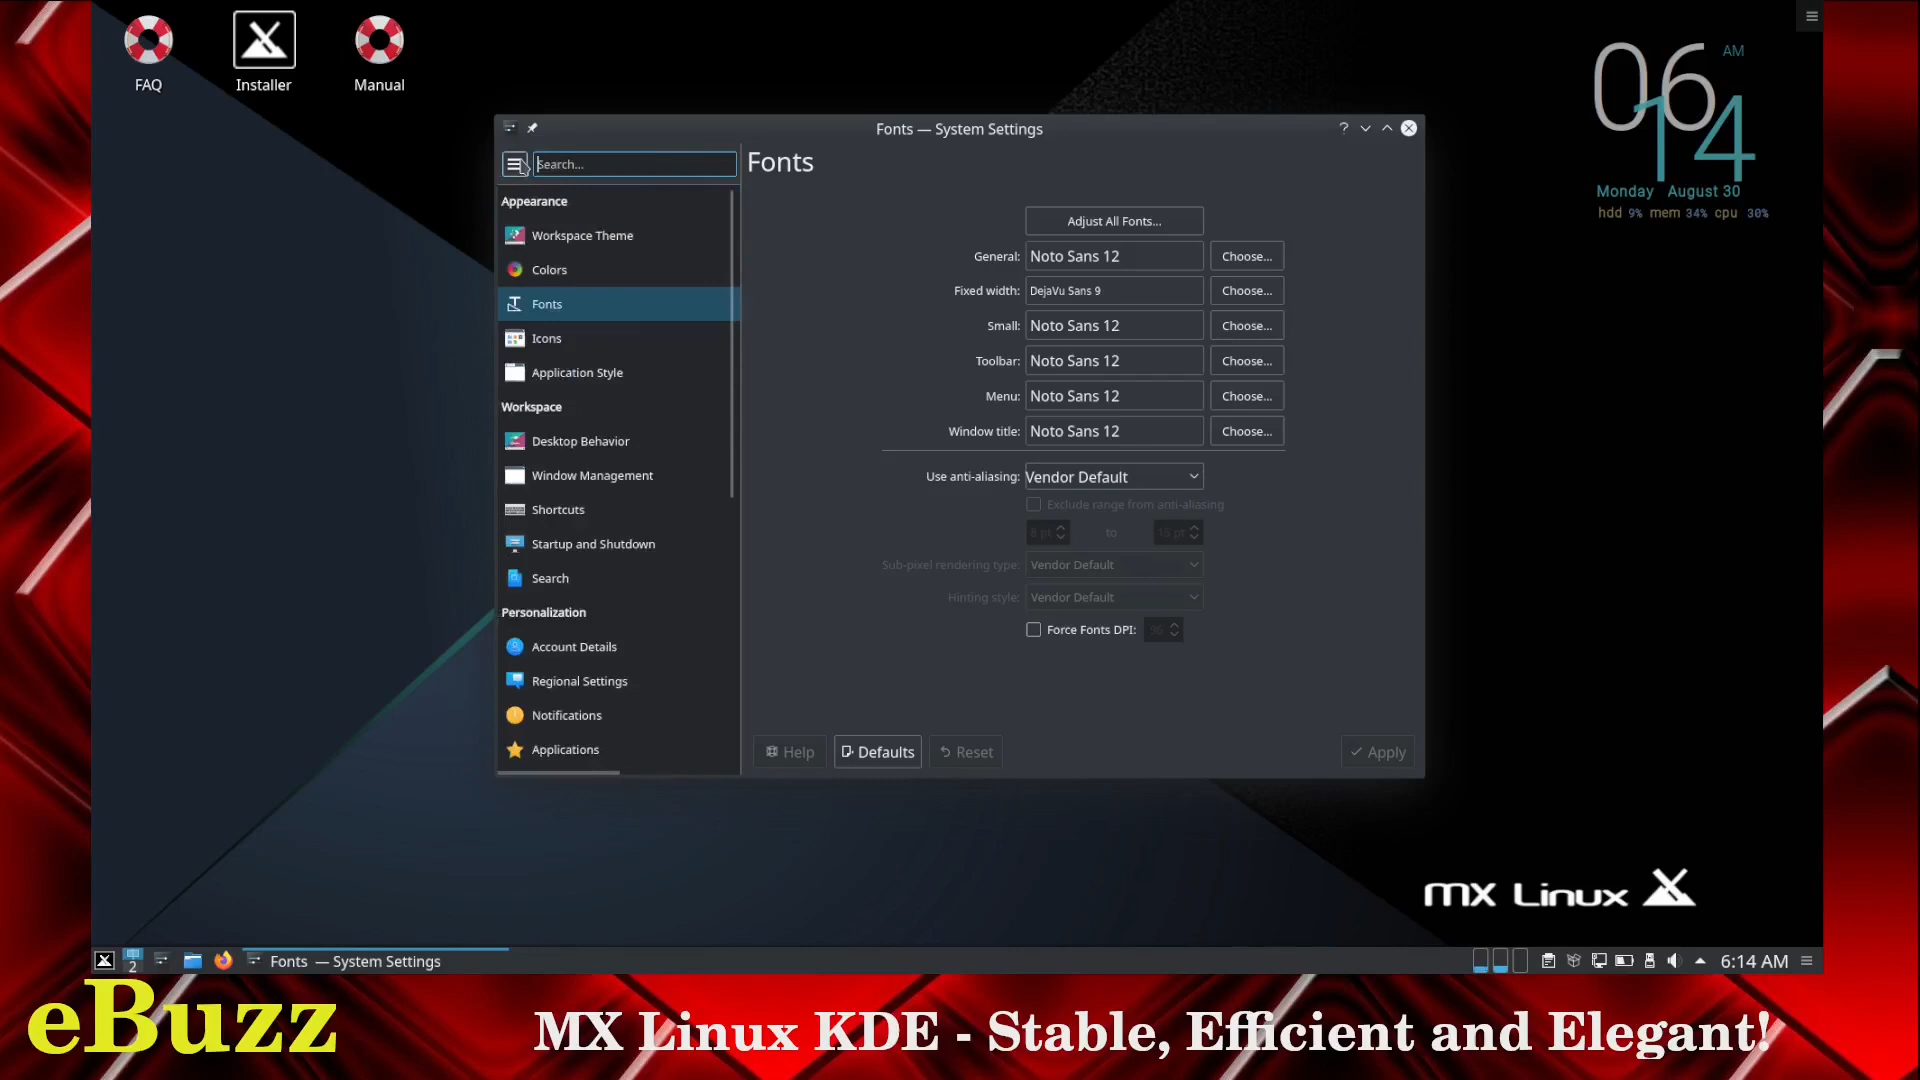 FAQ
Installer
Manual
AM
06
14
Monday August 30
hdd 9% mem 34% cpu 30%
Fonts — System Settings
?
Search...
Fonts
Appearance
Workspace Theme
Colors
Fonts
Icons
Application Style
Workspace
Desktop Behavior
Window Management
Shortcuts
Startup and Shutdown
Search
Personalization
Account Details
Regional Settings
Notifications
Applications
Adjust All Fonts...
General: Noto Sans 12 Choose...
Fixed width: DejaVu Sans 9 Choose...
Small: Noto Sans 12 Choose...
Toolbar: Noto Sans 12 Choose...
Menu: Noto Sans 12 Choose...
Window title: Noto Sans 12 Choose...
Use anti-aliasing: Vendor Default
Exclude range from anti-aliasing
8 pt to 15 pt
Sub-pixel rendering type: Vendor Default
Hinting style: Vendor Default
Force Fonts DPI: 96
Help Defaults Reset Apply
MX Linux
2 Fonts — System Settings 6:14 AM
eBuzz
MX Linux KDE - Stable, Efficient and Elegant!